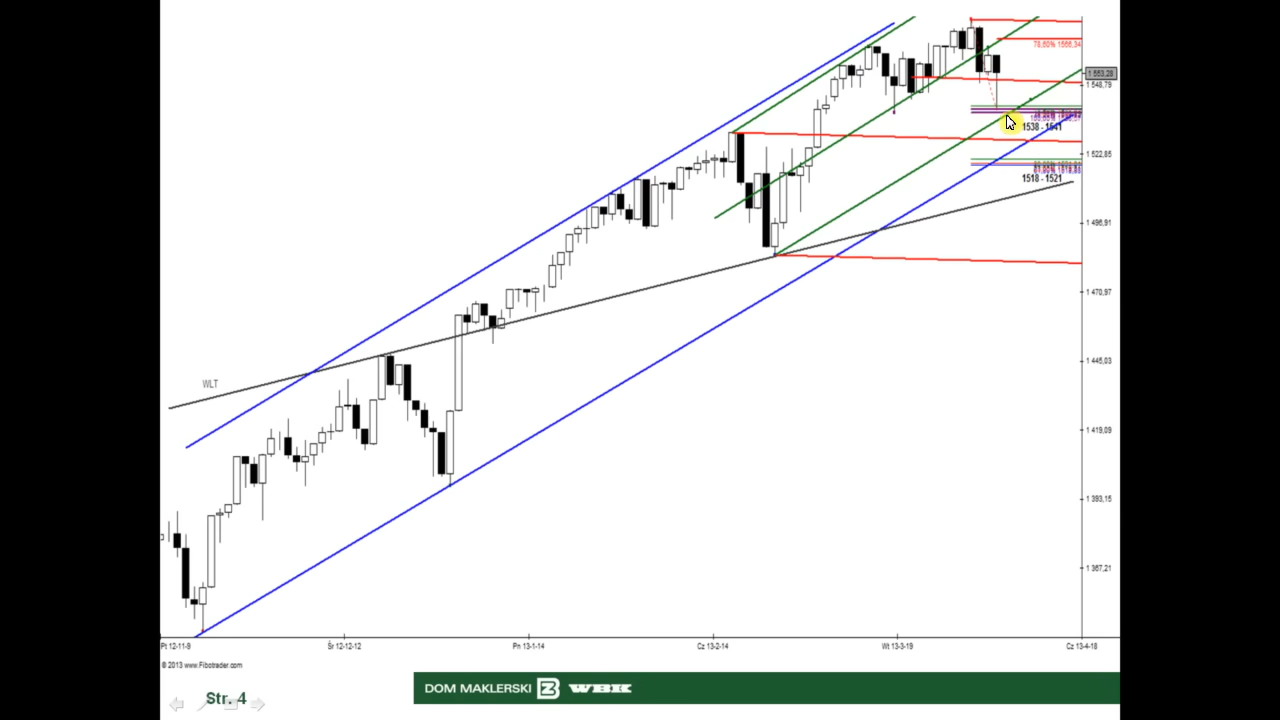 78,60% 1566,34
1 553,28
1 548,79
1538 - 1541
1 522,85
1518 - 1521
1 496,91
1 470,97
1 445,03
WLT
1 419,09
1 393,15
1 367,21
Pt 12-11-9
Śr 12-12-12
Pn 13-1-14
Cz 13-2-14
Wt 13-3-19
Cz 13-4-18
© 2013 www.Fibotrader.com
DOM MAKLERSKI Z WBK
Str. 4